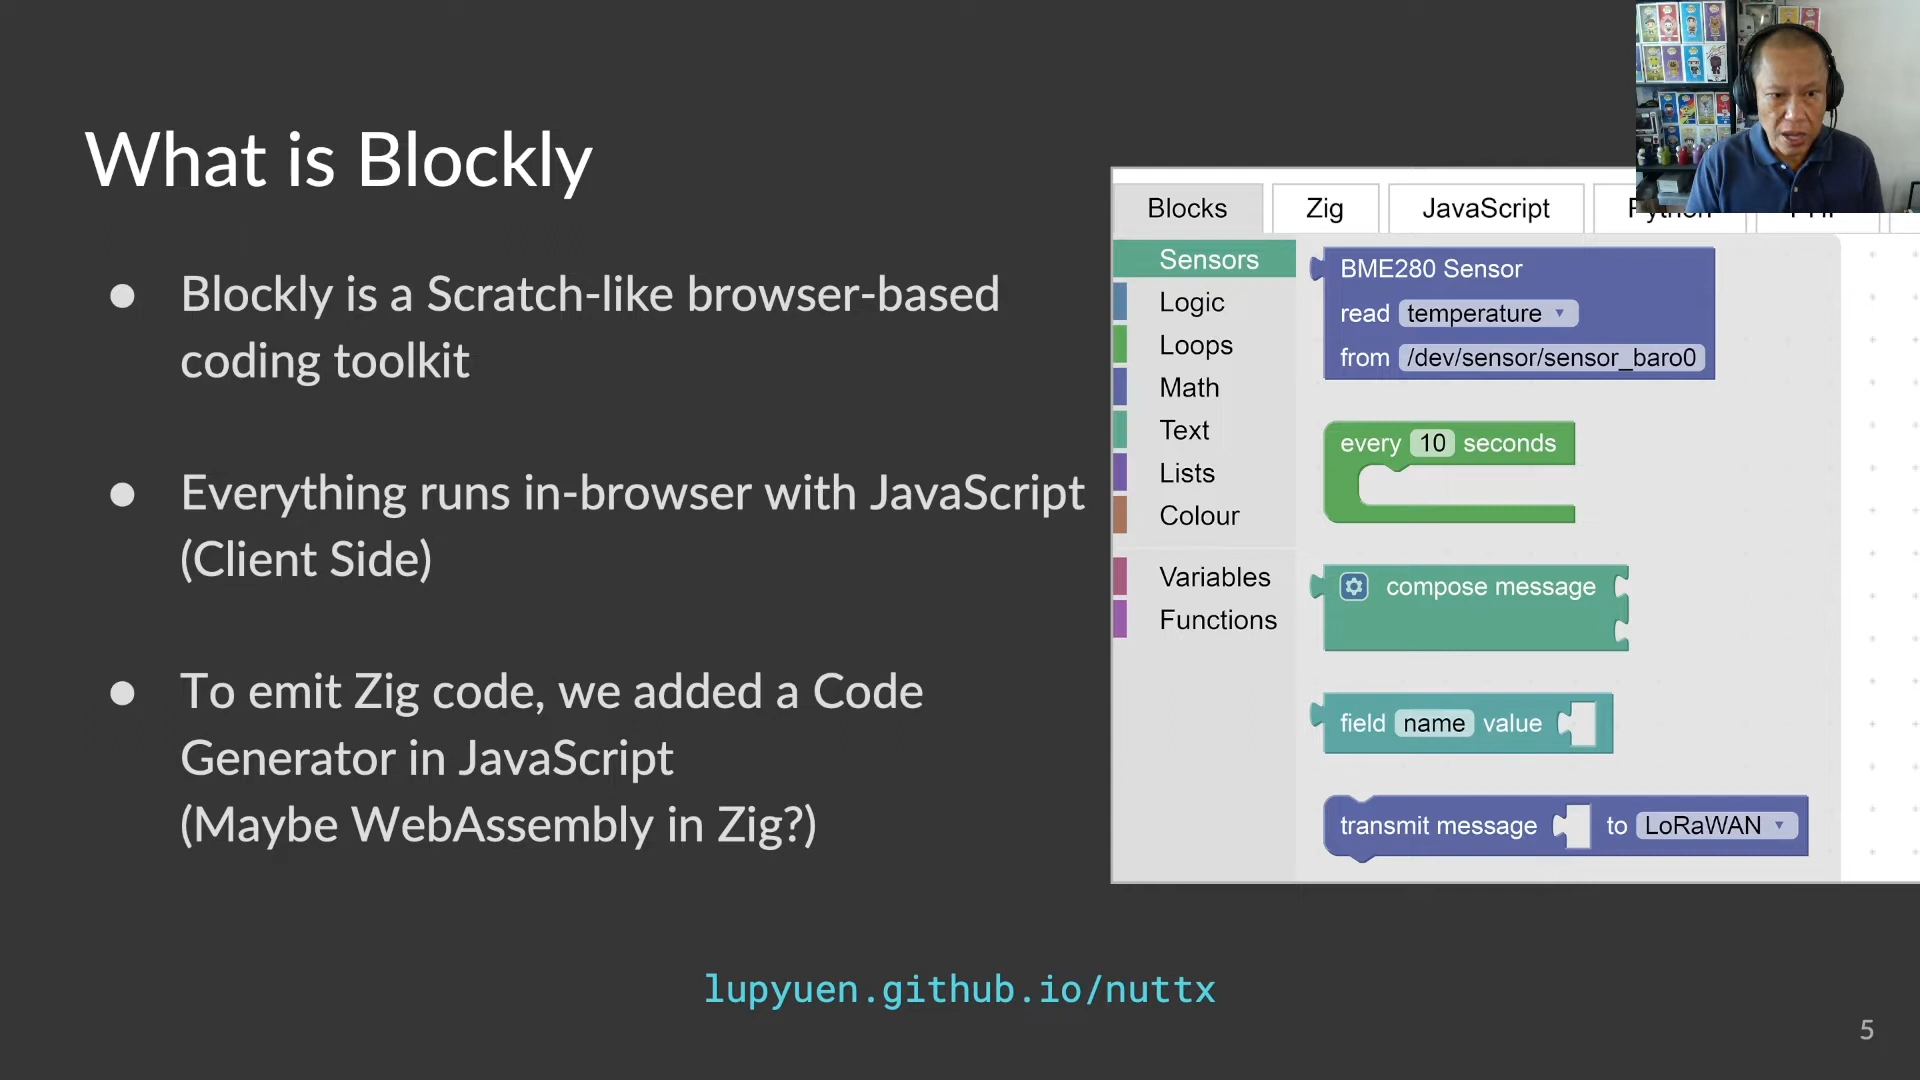 What is Blockly
● Blockly is a Scratch-like browser-based
coding toolkit
● Everything runs in-browser with JavaScript
(Client Side)
● To emit Zig code, we added a Code
Generator in JavaScript
(Maybe WebAssembly in Zig?)
Blocks
Zig
JavaScript
Python
Sensors
Logic
Loops
Math
Text
Lists
Colour
Variables
Functions
BME280 Sensor
read temperature
from /dev/sensor/sensor_baro0
every 10 seconds
compose message
field name value
transmit message to LoRaWAN
lupyuen.github.io/nuttx
5